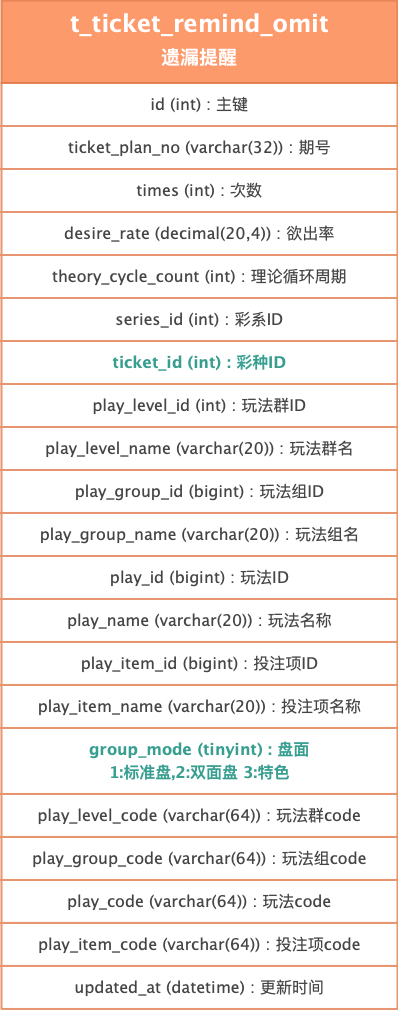 t_ticket_remind_omit
遗漏提醒
id (int) : 主键
ticket_plan_no (varchar(32)) : 期号
times (int) : 次数
desire_rate (decimal(20,4)) : 欲出率
theory_cycle_count (int) : 理论循环周期
series_id (int) : 彩系ID
ticket_id (int) : 彩种ID
play_level_id (int) : 玩法群ID
play_level_name (varchar(20)) : 玩法群名
play_group_id (bigint) : 玩法组ID
play_group_name (varchar(20)) : 玩法组名
play_id (bigint) : 玩法ID
play_name (varchar(20)) : 玩法名称
play_item_id (bigint) : 投注项ID
play_item_name (varchar(20)) : 投注项名称
group_mode (tinyint) : 盘面
1:标准盘,2:双面盘 3:特色
play_level_code (varchar(64)) : 玩法群code
play_group_code (varchar(64)) : 玩法组code
play_code (varchar(64)) : 玩法code
play_item_code (varchar(64)) : 投注项code
updated_at (datetime) : 更新时间